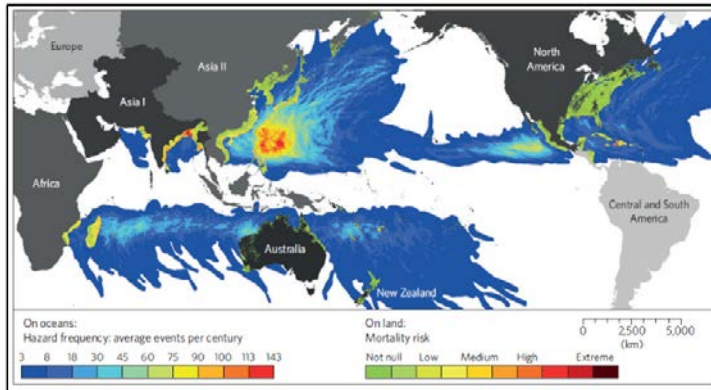 Europe
Asia II
North
America
Asia I
Africa
Central and South
America
Australia
New Zealand
On oceans:
Hazard frequency: average events per century
3 8 18 30 45 60 75 90 100 113 143
On land:
Mortality risk
Not null Low Medium High Extreme
0 2,500 5,000
(km)